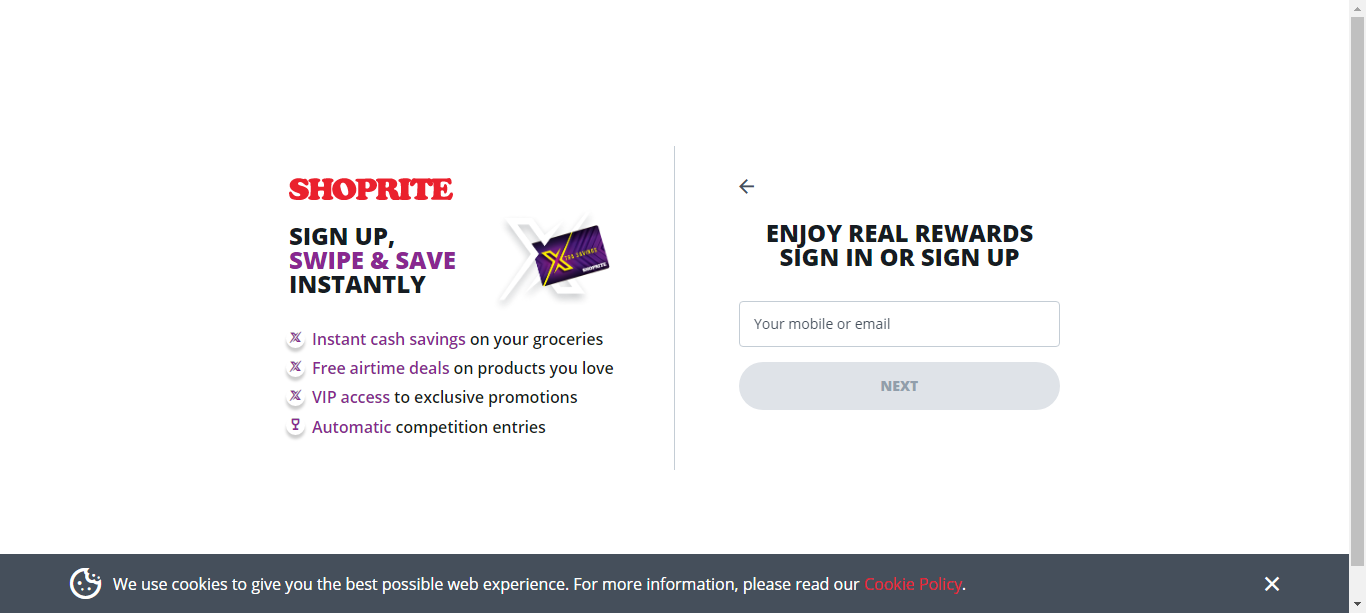 SHOPRITE
SIGN UP,
SWIPE & SAVE
INSTANTLY
XTRA SAVINGS
SHOPRITE
Instant cash savings on your groceries
Free airtime deals on products you love
VIP access to exclusive promotions
Automatic competition entries
ENJOY REAL REWARDS
SIGN IN OR SIGN UP
Your mobile or email
NEXT
We use cookies to give you the best possible web experience. For more information, please read our Cookie Policy.